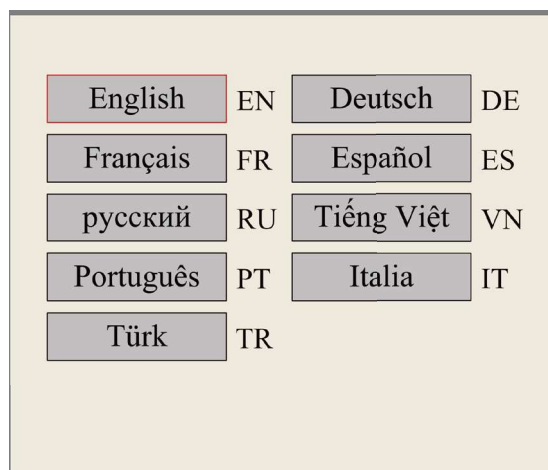 English EN Deutsch DE
Français FR Español ES
русский RU Tiếng Việt VN
Português PT Italia IT
Türk TR